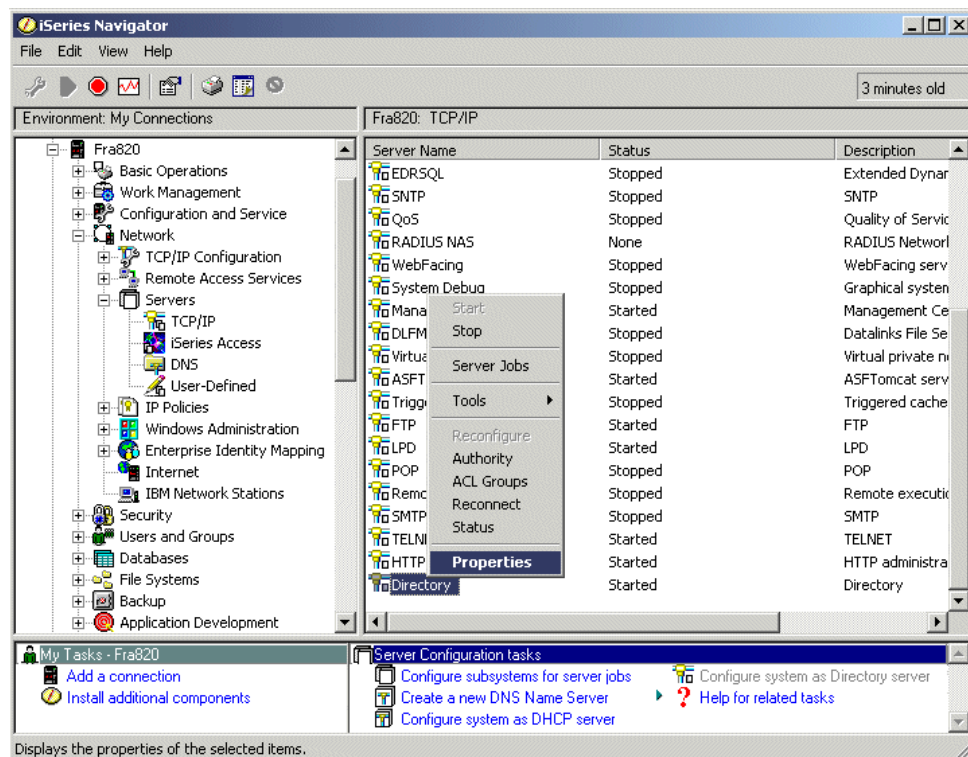 iSeries Navigator
File Edit View Help
3 minutes old
Environment: My Connections
Fra820: TCP/IP
Fra820
Basic Operations
Work Management
Configuration and Service
Network
TCP/IP Configuration
Remote Access Services
Servers
TCP/IP
iSeries Access
DNS
User-Defined
IP Policies
Windows Administration
Enterprise Identity Mapping
Internet
IBM Network Stations
Security
Users and Groups
Databases
File Systems
Backup
Application Development
Server Name Status Description
EDRSQL Stopped Extended Dynar
SNTP Stopped SNTP
QoS Stopped Quality of Servic
RADIUS NAS None RADIUS Networl
WebFacing Stopped WebFacing serv
System Debug Stopped Graphical systen
Mana Started Management Ce
DLFM Stopped Datalinks File Se
Virtua Stopped Virtual private n
ASFT Started ASFTomcat serv
Trigg Started Triggered cache
FTP Started FTP
LPD Started LPD
POP Stopped POP
Remo Stopped Remote executio
SMTP Stopped SMTP
TELN Started TELNET
HTTP Started HTTP administra
Directory Started Directory
Start
Stop
Server Jobs
Tools
Reconfigure
Authority
ACL Groups
Reconnect
Status
Properties
My Tasks - Fra820
Add a connection
Install additional components
Server Configuration tasks
Configure subsystems for server jobs
Create a new DNS Name Server
Configure system as DHCP server
Configure system as Directory server
Help for related tasks
Displays the properties of the selected items.